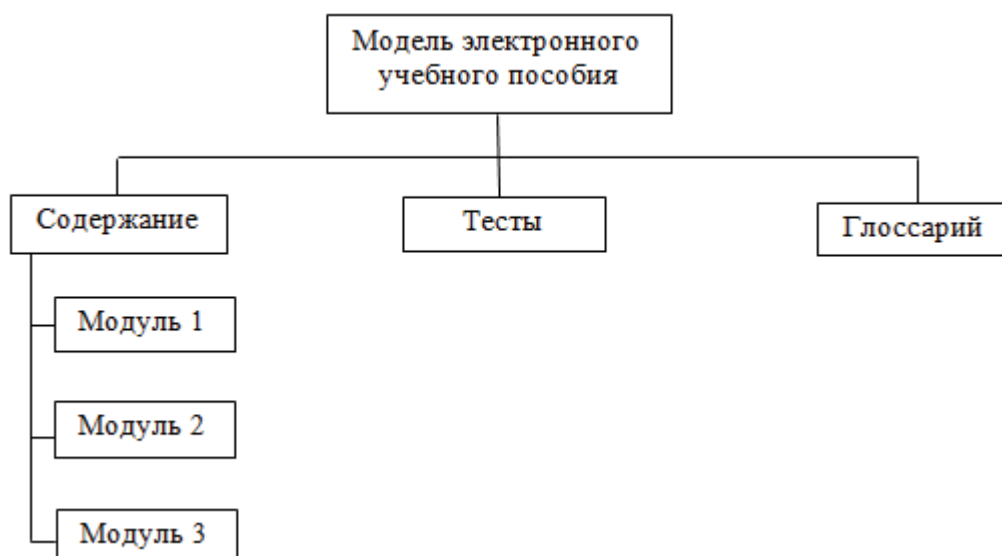 Модель электронного
учебного пособия
Содержание
Тесты
Глоссарий
Модуль 1
Модуль 2
Модуль 3